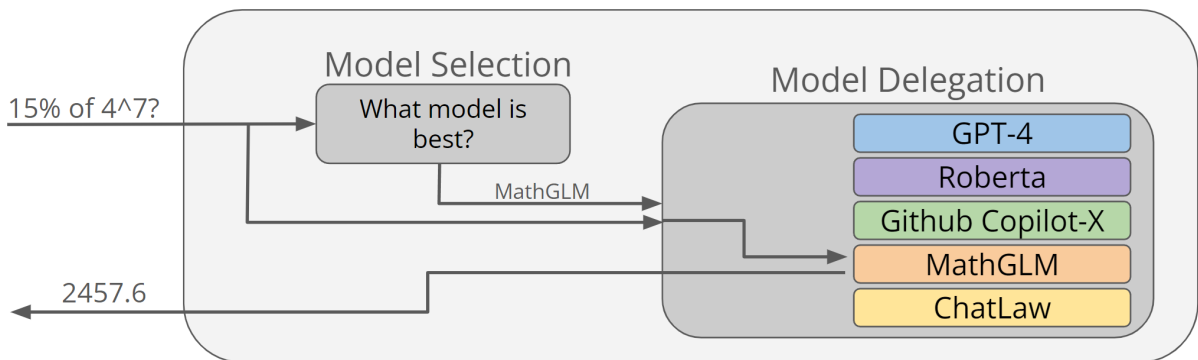 Model Selection
Model Delegation
15% of 4^7?
What model is
best?
GPT-4
Roberta
MathGLM
Github Copilot-X
MathGLM
2457.6
ChatLaw